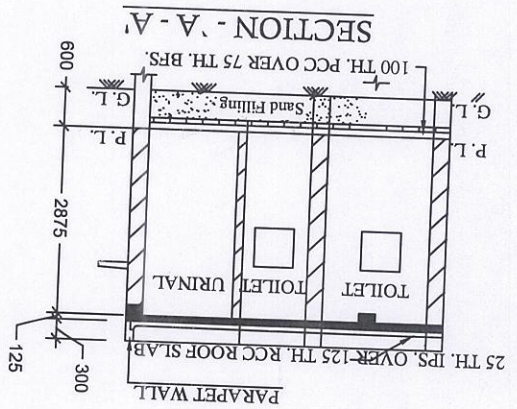 PARAPET WALL
25 TH. IPS. OVER 125 TH. RCC ROOF SLAB
300
125
TOILET
TOILET
URINAL
2875
P. L.
P. L.
Sand Filling
G. L.
G. L.
600
100 TH. PCC OVER 75 TH. BFS.
SECTION - 'A - A'